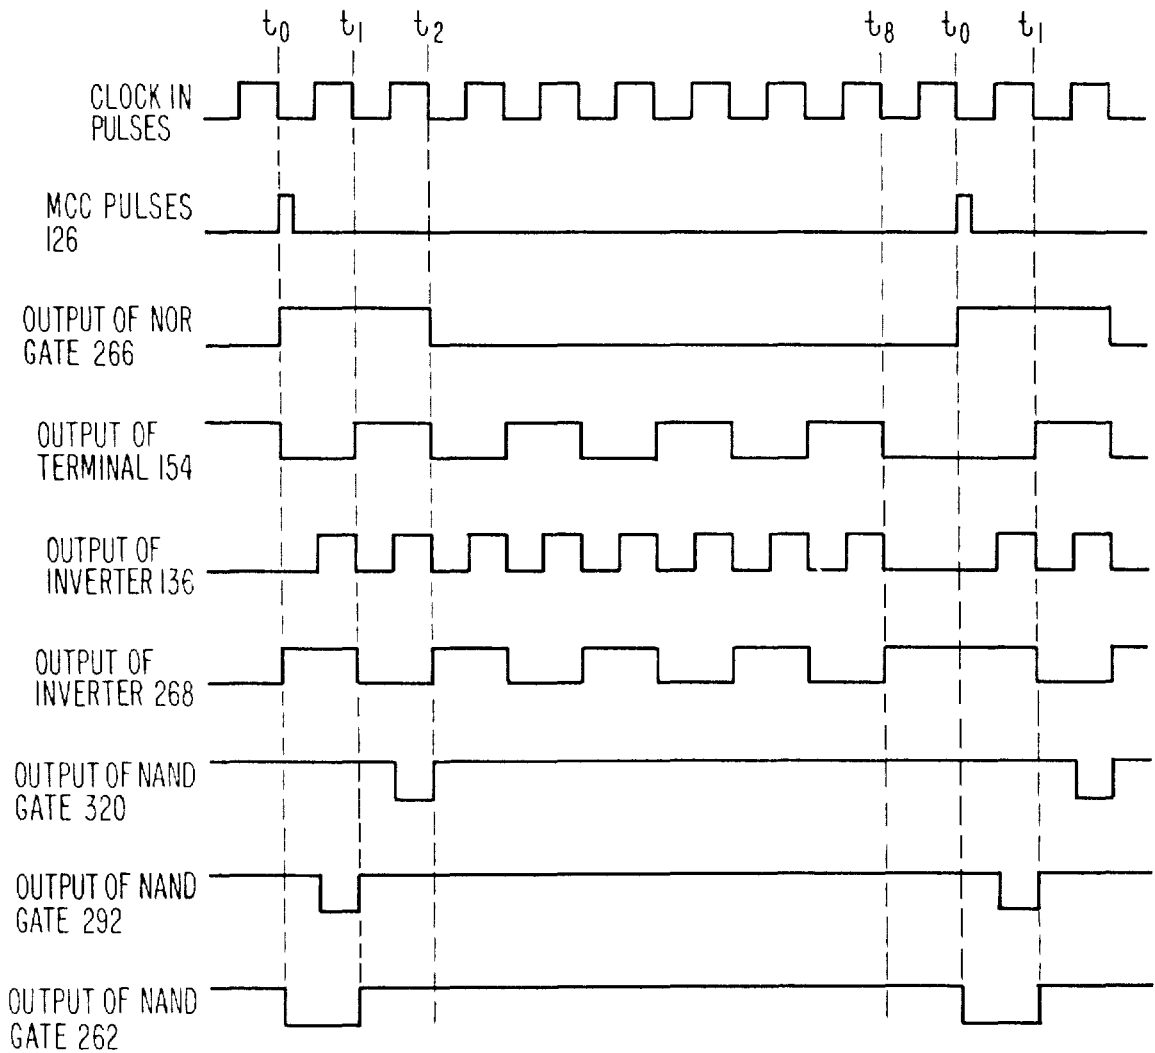 t0 t1 t2 t8 t0 t1
CLOCK IN
PULSES
MCC PULSES
126
OUTPUT OF NOR
GATE 266
OUTPUT OF
TERMINAL 154
OUTPUT OF
INVERTER 136
OUTPUT OF
INVERTER 268
OUTPUT OF NAND
GATE 320
OUTPUT OF NAND
GATE 292
OUTPUT OF NAND
GATE 262